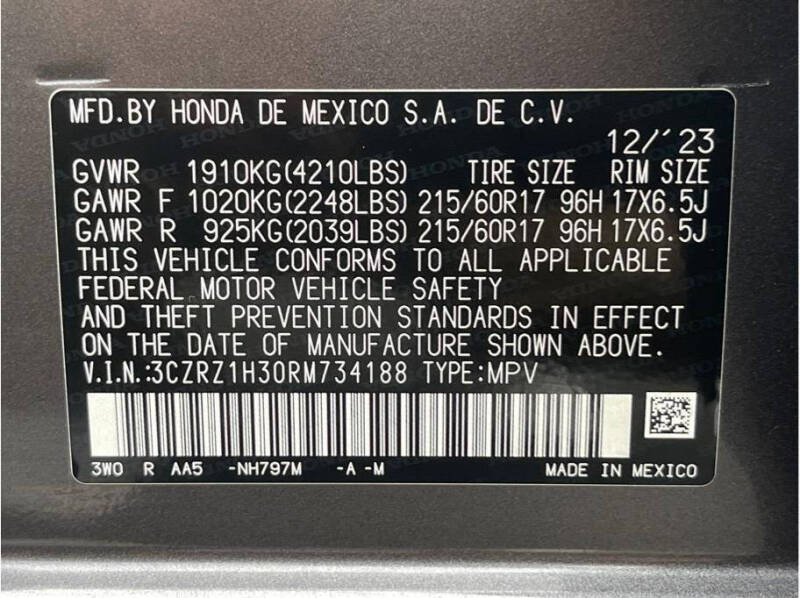 MFD.BY HONDA DE MEXICO S.A. DE C.V.
12/´23
GVWR 1910KG(4210LBS) TIRE SIZE RIM SIZE
GAWR F 1020KG(2248LBS) 215/60R17 96H 17X6.5J
GAWR R 925KG(2039LBS) 215/60R17 96H 17X6.5J
THIS VEHICLE CONFORMS TO ALL APPLICABLE
FEDERAL MOTOR VEHICLE SAFETY
AND THEFT PREVENTION STANDARDS IN EFFECT
ON THE DATE OF MANUFACTURE SHOWN ABOVE.
V.I.N.:3CZRZ1H30RM734188 TYPE:MPV
3W0 R AA5 -NH797M -A -M MADE IN MEXICO